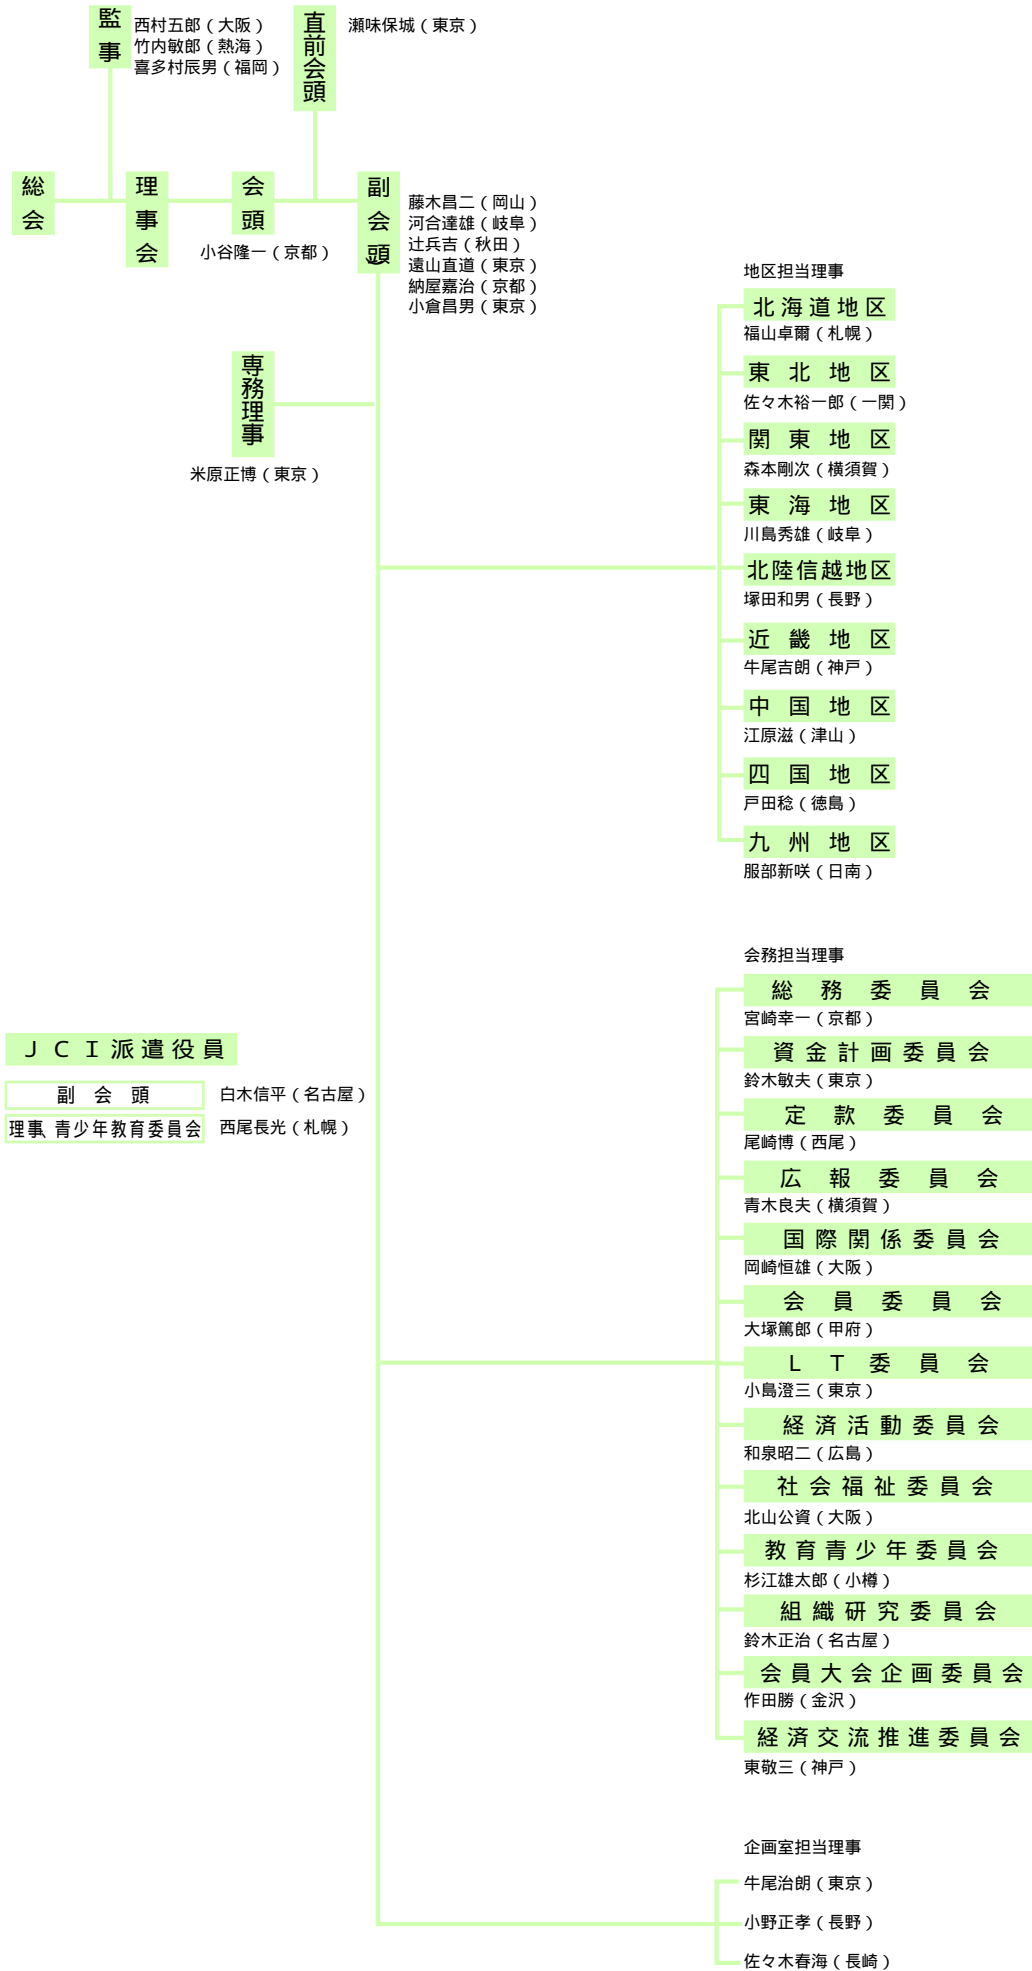 監事
西村五郎(大阪)
竹内敏郎(熱海)
喜多村辰男(福岡)
直前会頭
瀬味保城(東京)
総会
理事会
会頭
小谷隆一(京都)
副会頭
藤木昌二(岡山)
河合達雄(岐阜)
辻兵吉(秋田)
遠山直道(東京)
納屋嘉治(京都)
小倉昌男(東京)
専務理事
米原正博(東京)
地区担当理事
北海道地区
福山卓爾(札幌)
東北地区
佐々木裕一郎(一関)
関東地区
森本剛次(横須賀)
東海地区
川島秀雄(岐阜)
北陸信越地区
塚田和男(長野)
近畿地区
牛尾吉朗(神戸)
中国地区
江原滋(津山)
四国地区
戸田稔(徳島)
九州地区
服部新咲(日南)
会務担当理事
総務委員会
宮崎幸一(京都)
資金計画委員会
鈴木敏夫(東京)
定款委員会
尾崎博(西尾)
広報委員会
青木良夫(横須賀)
国際関係委員会
岡崎恒雄(大阪)
会員委員会
大塚篤郎(甲府)
LT委員会
小島澄三(東京)
経済活動委員会
和泉昭二(広島)
社会福祉委員会
北山公資(大阪)
教育青少年委員会
杉江雄太郎(小樽)
組織研究委員会
鈴木正治(名古屋)
会員大会企画委員会
作田勝(金沢)
経済交流推進委員会
東敬三(神戸)
JCI派遣役員
副会頭 白木信平(名古屋)
理事、青少年教育委員会 西尾長光(札幌)
企画室担当理事
牛尾治朗(東京)
小野正孝(長野)
佐々木春海(長崎)